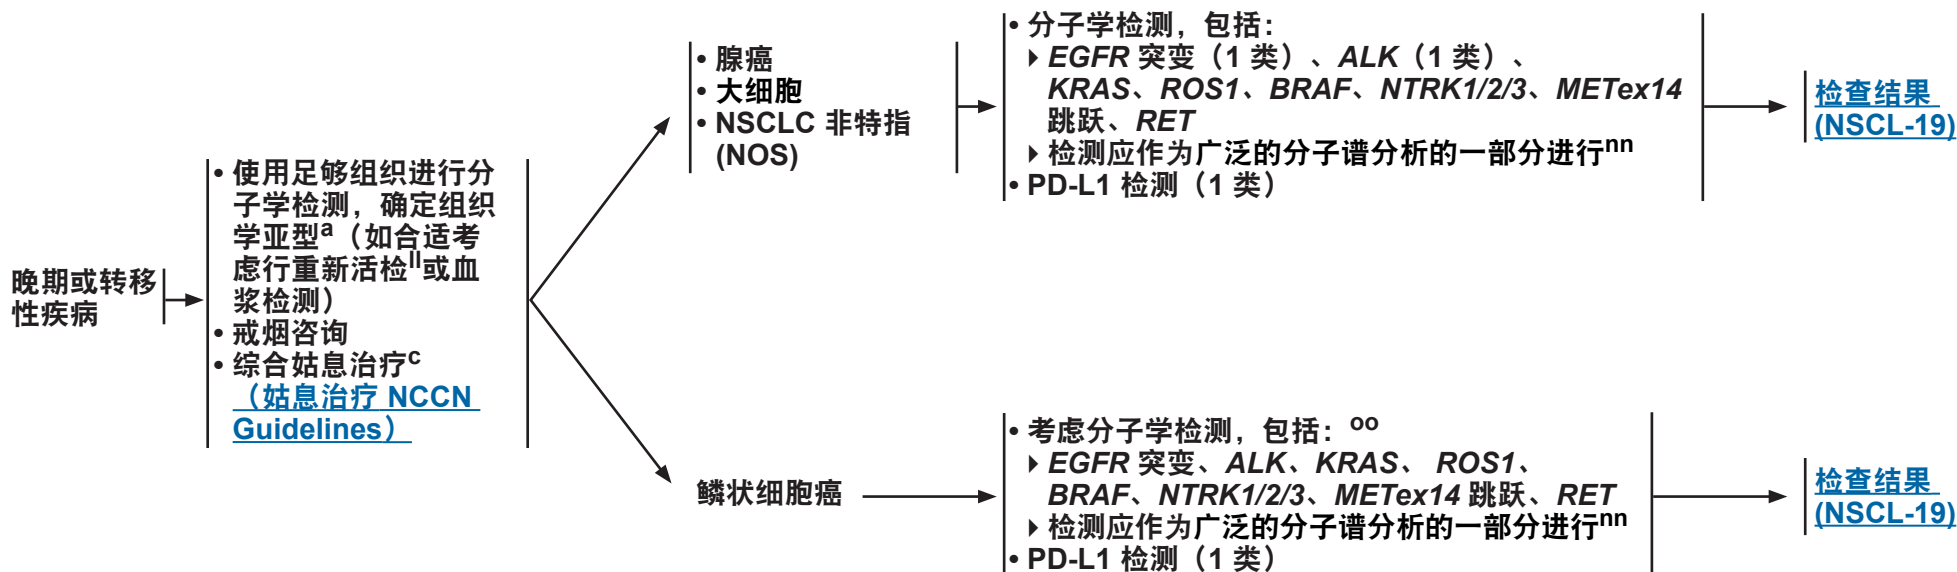 晚期或转移
性疾病
• 使用足够组织进行分
子学检测，确定组织
学亚型a（如合适考
虑行重新活检ll或血
浆检测）
• 戒烟咨询
• 综合姑息治疗c
（姑息治疗 NCCN
Guidelines）
• 腺癌
• 大细胞
• NSCLC 非特指
(NOS)
• 分子学检测，包括：
▸ EGFR 突变（1 类）、ALK（1 类）、
KRAS、ROS1、BRAF、NTRK1/2/3、METex14
跳跃、RET
▸ 检测应作为广泛的分子谱分析的一部分进行nn
• PD-L1 检测（1 类）
检查结果
(NSCL-19)
鳞状细胞癌
• 考虑分子学检测，包括：oo
▸ EGFR 突变、ALK、KRAS、 ROS1、
BRAF、NTRK1/2/3、METex14 跳跃、RET
▸ 检测应作为广泛的分子谱分析的一部分进行nn
• PD-L1 检测（1 类）
检查结果
(NSCL-19)